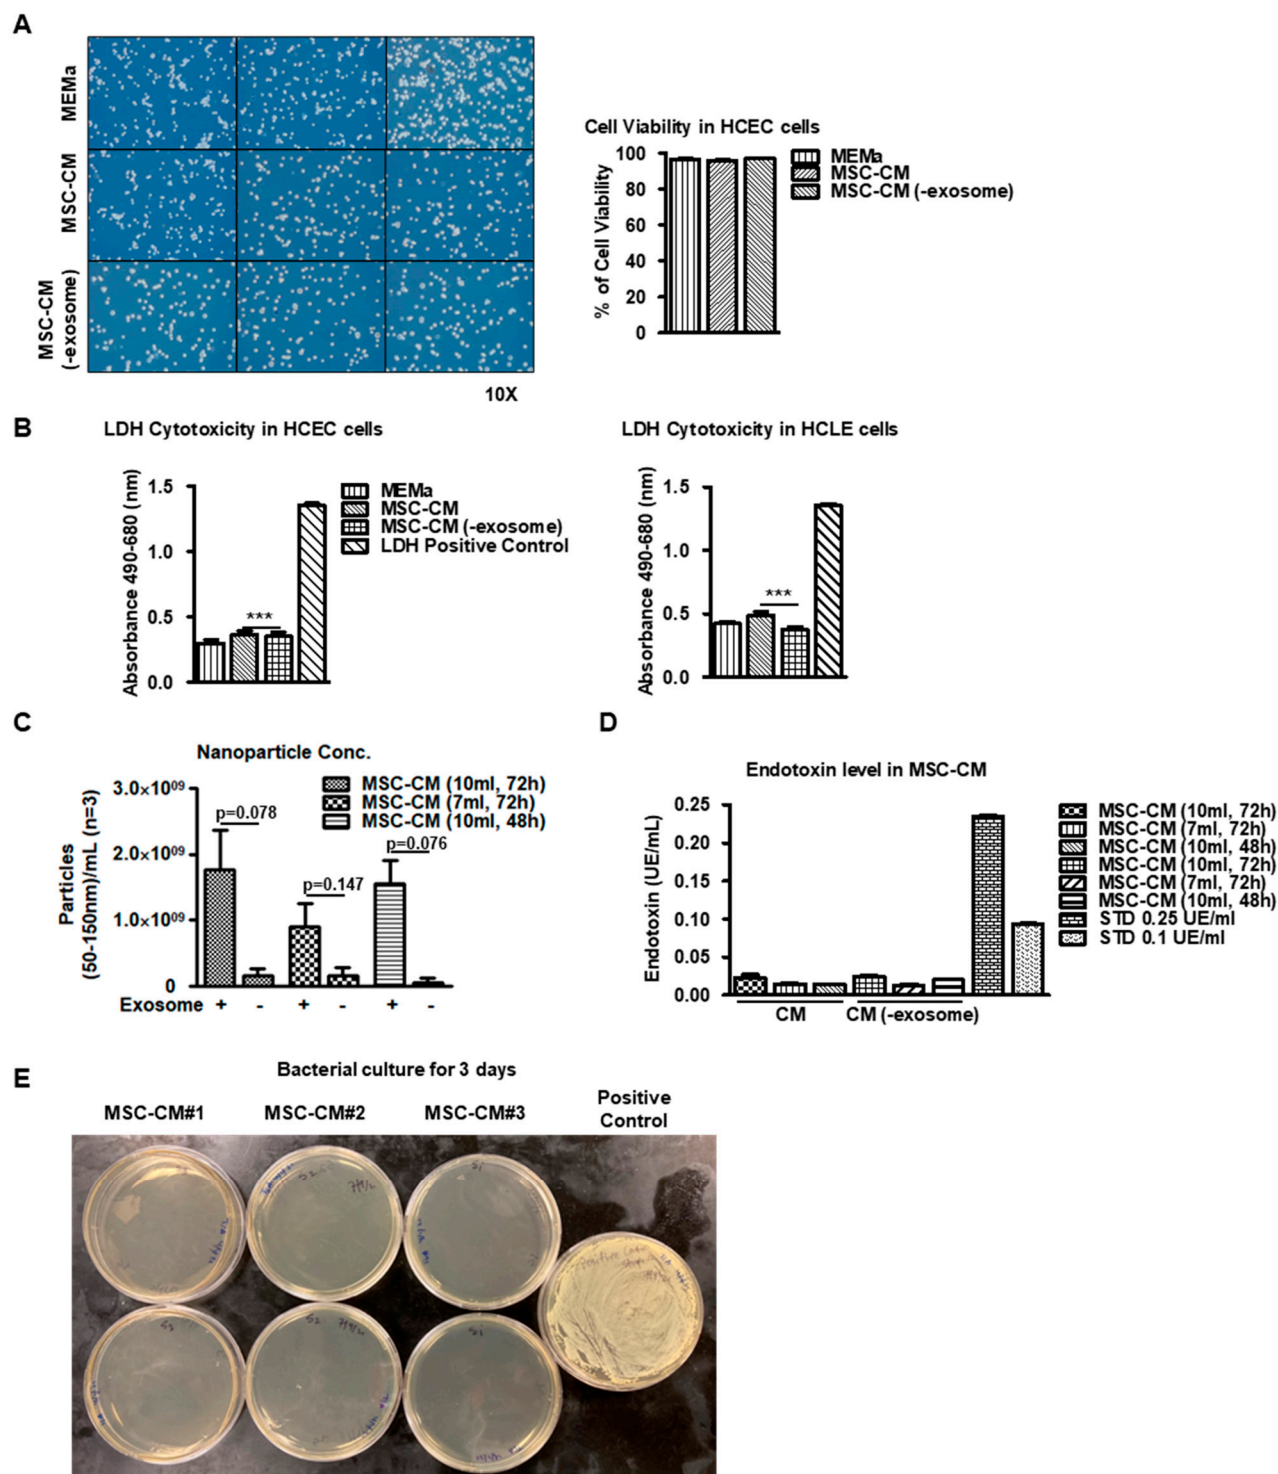 A
MEMa
MSC-CM
MSC-CM
(-exosome)
10X
Cell Viability in HCEC cells
% of Cell Viability
100
80
60
40
20
0
MEMa
MSC-CM
MSC-CM (-exosome)
B
LDH Cytotoxicity in HCEC cells
Absorbance 490-680 (nm)
1.5
1.0
0.5
0.0
***
MEMa
MSC-CM
MSC-CM (-exosome)
LDH Positive Control
LDH Cytotoxicity in HCLE cells
Absorbance 490-680 (nm)
1.5
1.0
0.5
0.0
***
C
Nanoparticle Conc.
Particles
(50-150nm)/mL (n=3)
3.0×10⁰⁹
2.0×10⁰⁹
1.0×10⁰⁹
0
p=0.078
p=0.147
p=0.076
MSC-CM (10ml, 72h)
MSC-CM (7ml, 72h)
MSC-CM (10ml, 48h)
Exosome + - + - + -
D
Endotoxin level in MSC-CM
Endotoxin (UE/mL)
0.25
0.20
0.15
0.10
0.05
0.00
CM CM (-exosome)
MSC-CM (10ml, 72h)
MSC-CM (7ml, 72h)
MSC-CM (10ml, 48h)
MSC-CM (10ml, 72h)
MSC-CM (7ml, 72h)
MSC-CM (10ml, 48h)
STD 0.25 UE/ml
STD 0.1 UE/ml
E
Bacterial culture for 3 days
MSC-CM#1 MSC-CM#2 MSC-CM#3 Positive
Control